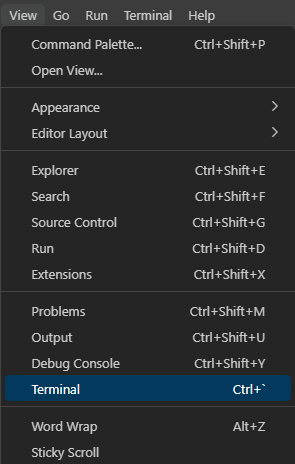 View Go Run Terminal Help
Command Palette... Ctrl+Shift+P
Open View...
Appearance
Editor Layout
Explorer Ctrl+Shift+E
Search Ctrl+Shift+F
Source Control Ctrl+Shift+G
Run Ctrl+Shift+D
Extensions Ctrl+Shift+X
Problems Ctrl+Shift+M
Output Ctrl+Shift+U
Debug Console Ctrl+Shift+Y
Terminal Ctrl+`
Word Wrap Alt+Z
Sticky Scroll